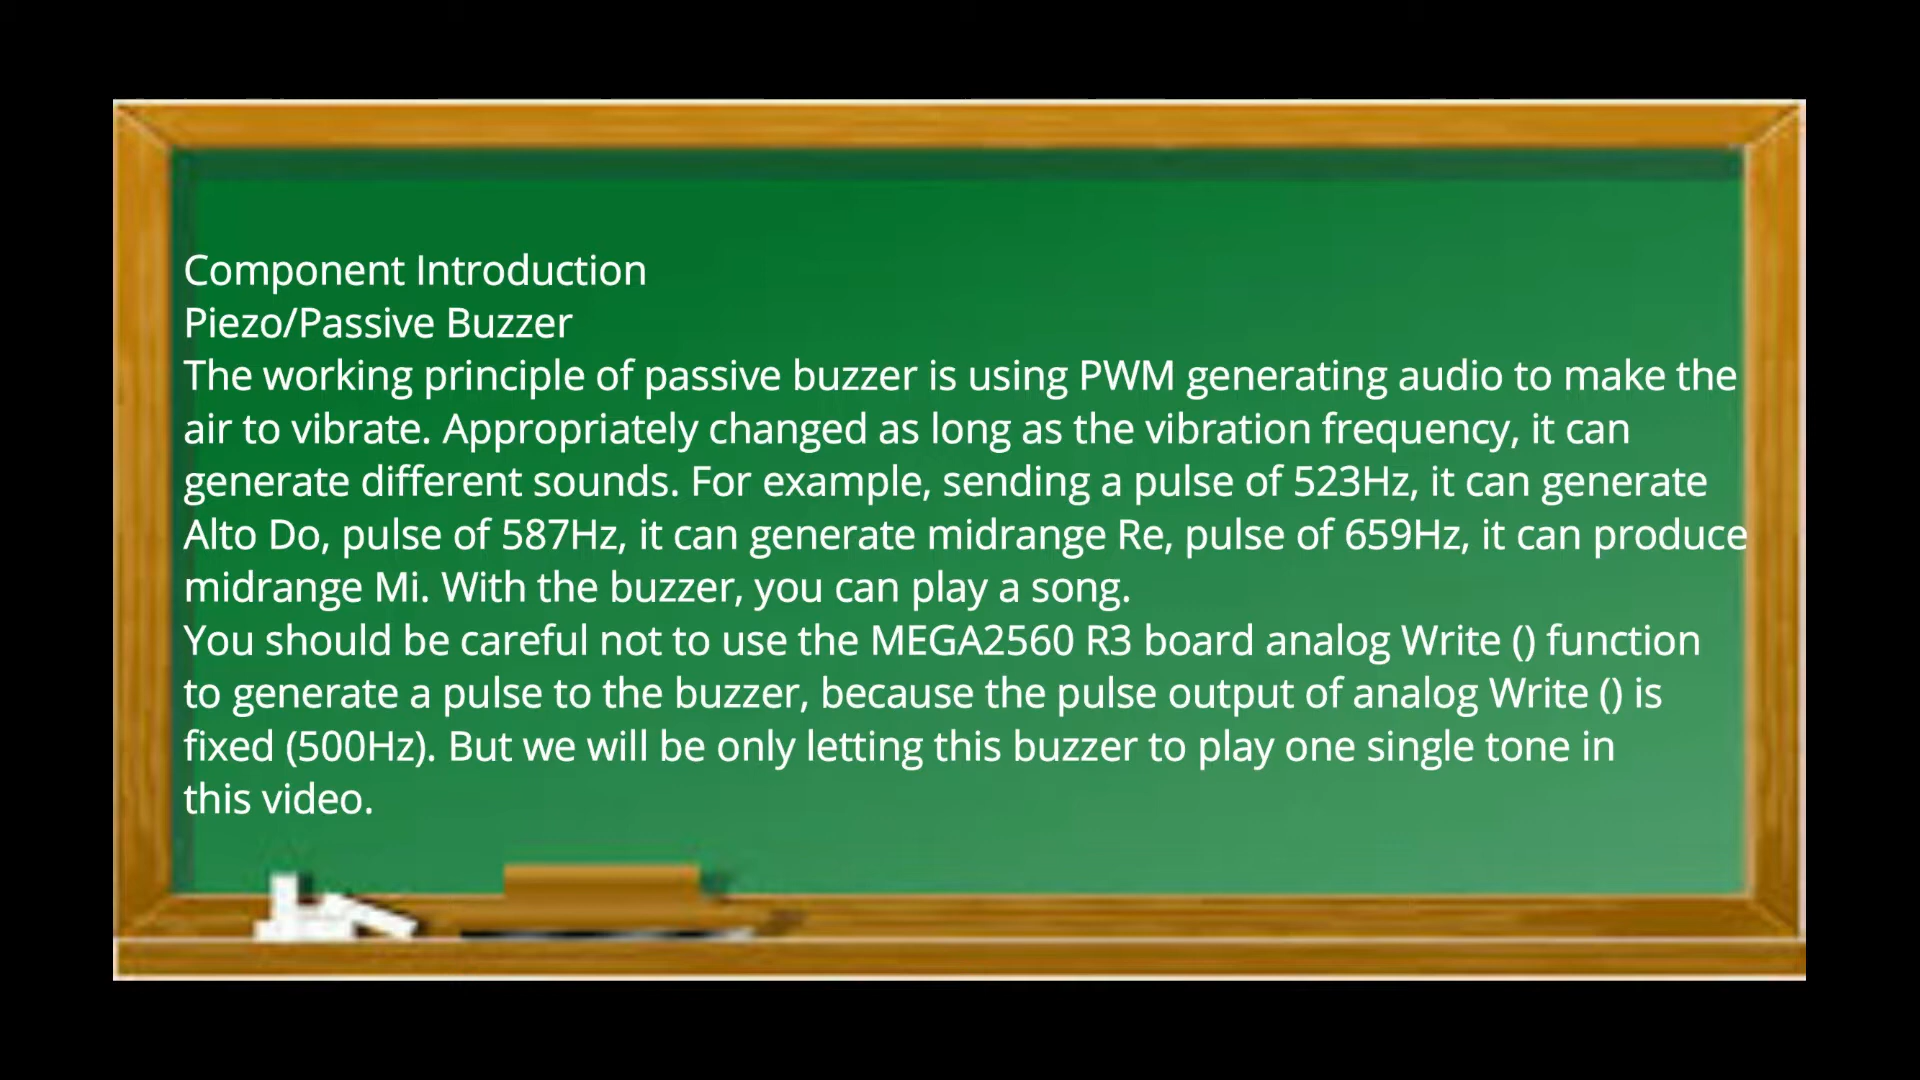 Component Introduction
Piezo/Passive Buzzer
The working principle of passive buzzer is using PWM generating audio to make the
air to vibrate. Appropriately changed as long as the vibration frequency, it can
generate different sounds. For example, sending a pulse of 523Hz, it can generate
Alto Do, pulse of 587Hz, it can generate midrange Re, pulse of 659Hz, it can produce
midrange Mi. With the buzzer, you can play a song.
You should be careful not to use the MEGA2560 R3 board analog Write () function
to generate a pulse to the buzzer, because the pulse output of analog Write () is
fixed (500Hz). But we will be only letting this buzzer to play one single tone in
this video.